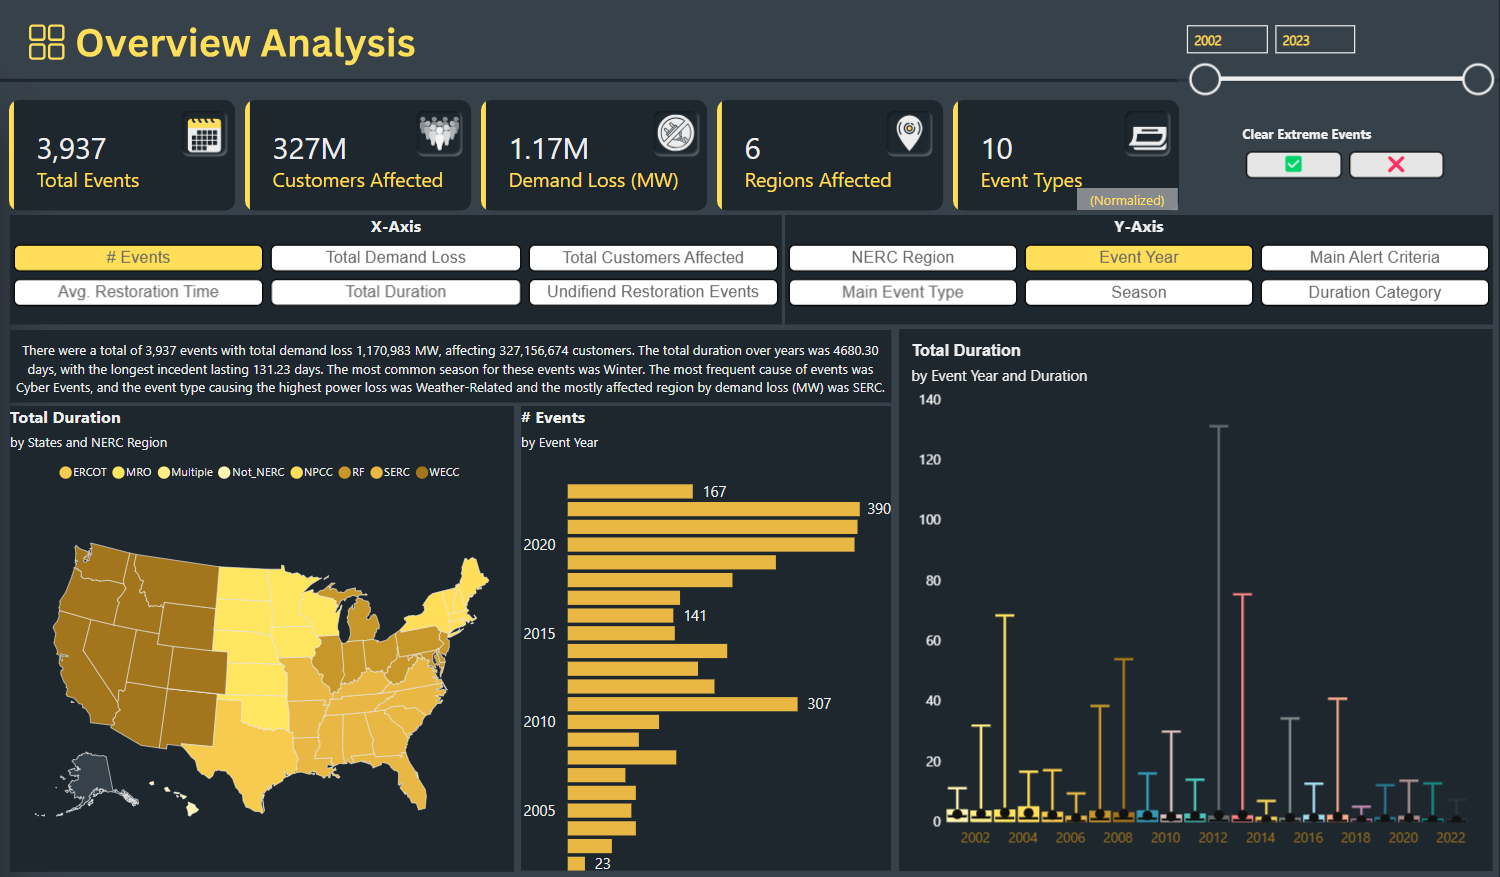 Overview Analysis
2002
2023
Clear Extreme Events
3,937
Total Events
327M
Customers Affected
1.17M
Demand Loss (MW)
6
Regions Affected
10
Event Types
(Normalized)
X-Axis
# Events
Total Demand Loss
Total Customers Affected
Avg. Restoration Time
Total Duration
Undifiend Restoration Events
Y-Axis
NERC Region
Event Year
Main Alert Criteria
Main Event Type
Season
Duration Category
There were a total of 3,937 events with total demand loss 1,170,983 MW, affecting 327,156,674 customers. The total duration over years was 4680.30
days, with the longest incedent lasting 131.23 days. The most common season for these events was Winter. The most frequent cause of events was
Cyber Events, and the event type causing the highest power loss was Weather-Related and the mostly affected region by demand loss (MW) was SERC.
Total Duration
by States and NERC Region
ERCOT MRO Multiple Not_NERC NPCC RF SERC WECC
# Events
by Event Year
167
390
2020
141
2015
307
2010
2005
23
Total Duration
by Event Year and Duration
140
120
100
80
60
40
20
0
2002 2004 2006 2008 2010 2012 2014 2016 2018 2020 2022